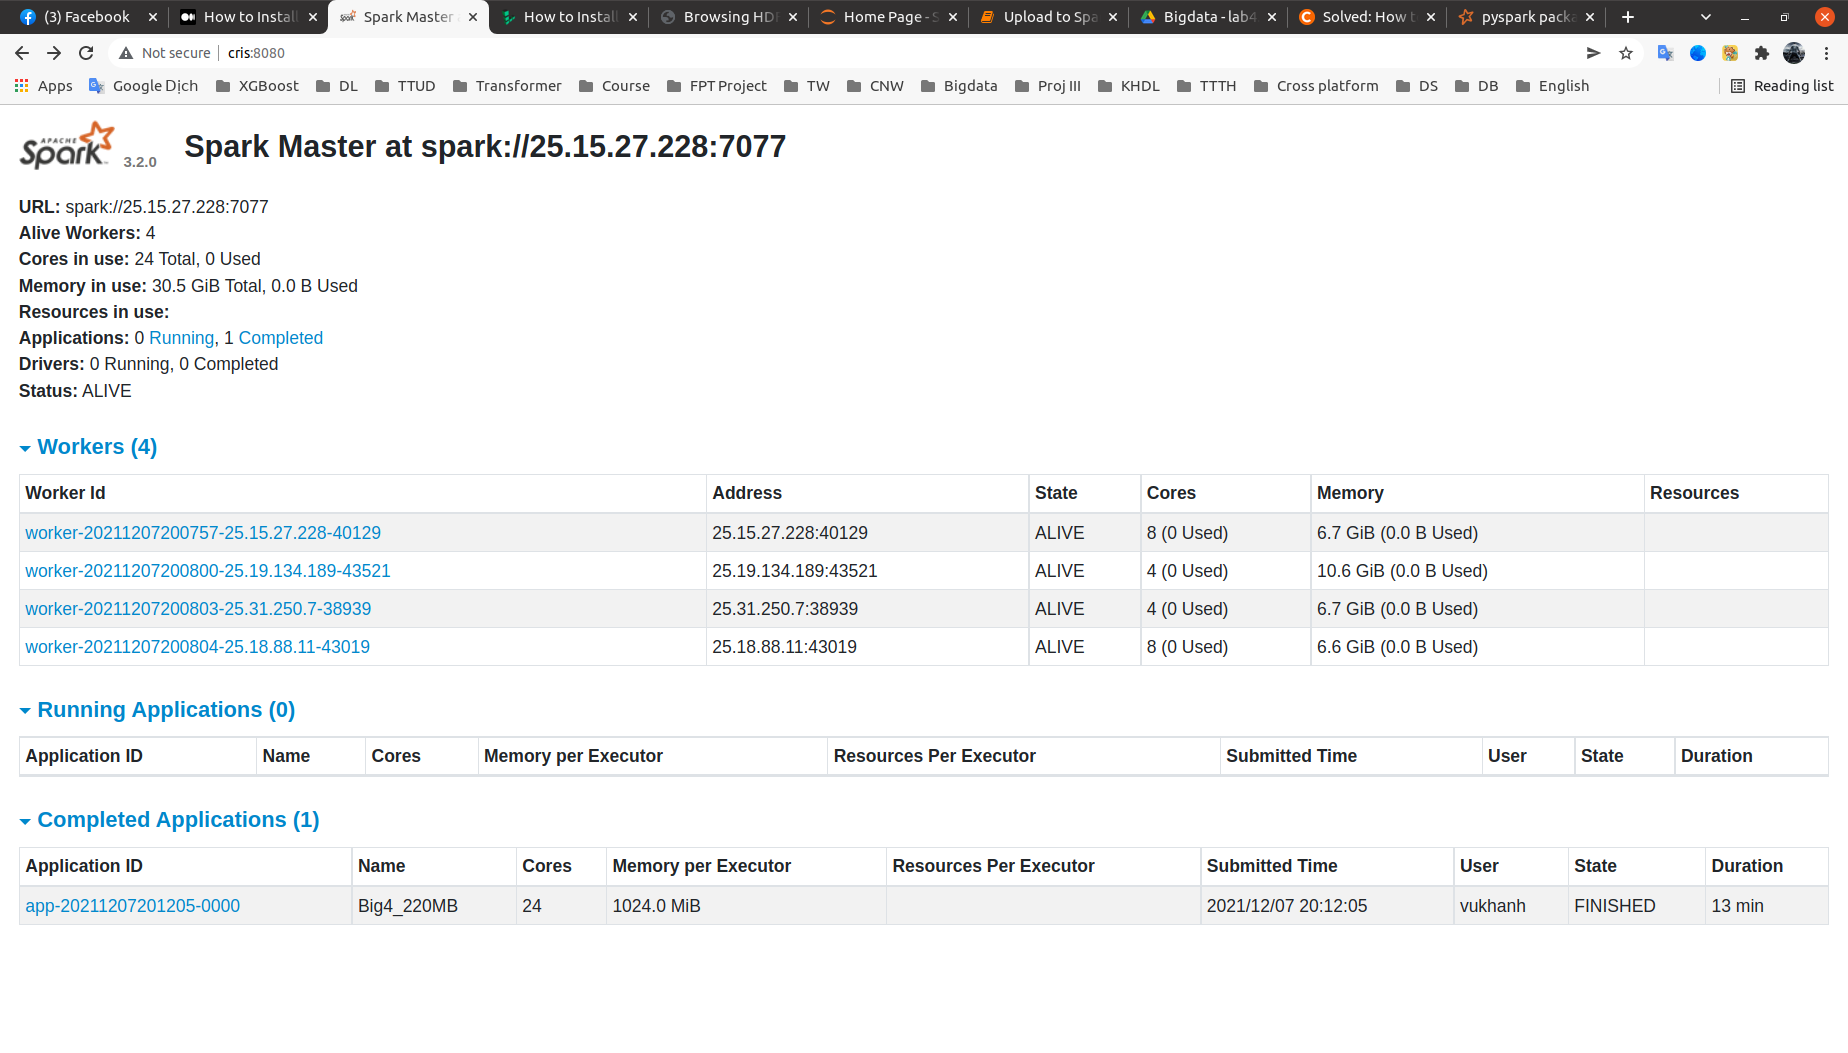 (3) Facebook How to Install Spark Master How to Install Browsing HDF Home Page - S Upload to Spa Bigdata - lab4 Solved: How t pyspark packa
Not secure cris:8080
Apps Google Dịch XGBoost DL TTUD Transformer Course FPT Project TW CNW Bigdata Proj III KHDL TTTH Cross platform DS DB English Reading list
APACHE Spark 3.2.0 Spark Master at spark://25.15.27.228:7077
URL: spark://25.15.27.228:7077
Alive Workers: 4
Cores in use: 24 Total, 0 Used
Memory in use: 30.5 GiB Total, 0.0 B Used
Resources in use:
Applications: 0 Running, 1 Completed
Drivers: 0 Running, 0 Completed
Status: ALIVE
Workers (4)
Worker Id Address State Cores Memory Resources
worker-20211207200757-25.15.27.228-40129 25.15.27.228:40129 ALIVE 8 (0 Used) 6.7 GiB (0.0 B Used)
worker-20211207200800-25.19.134.189-43521 25.19.134.189:43521 ALIVE 4 (0 Used) 10.6 GiB (0.0 B Used)
worker-20211207200803-25.31.250.7-38939 25.31.250.7:38939 ALIVE 4 (0 Used) 6.7 GiB (0.0 B Used)
worker-20211207200804-25.18.88.11-43019 25.18.88.11:43019 ALIVE 8 (0 Used) 6.6 GiB (0.0 B Used)
Running Applications (0)
Application ID Name Cores Memory per Executor Resources Per Executor Submitted Time User State Duration
Completed Applications (1)
Application ID Name Cores Memory per Executor Resources Per Executor Submitted Time User State Duration
app-20211207201205-0000 Big4_220MB 24 1024.0 MiB 2021/12/07 20:12:05 vukhanh FINISHED 13 min